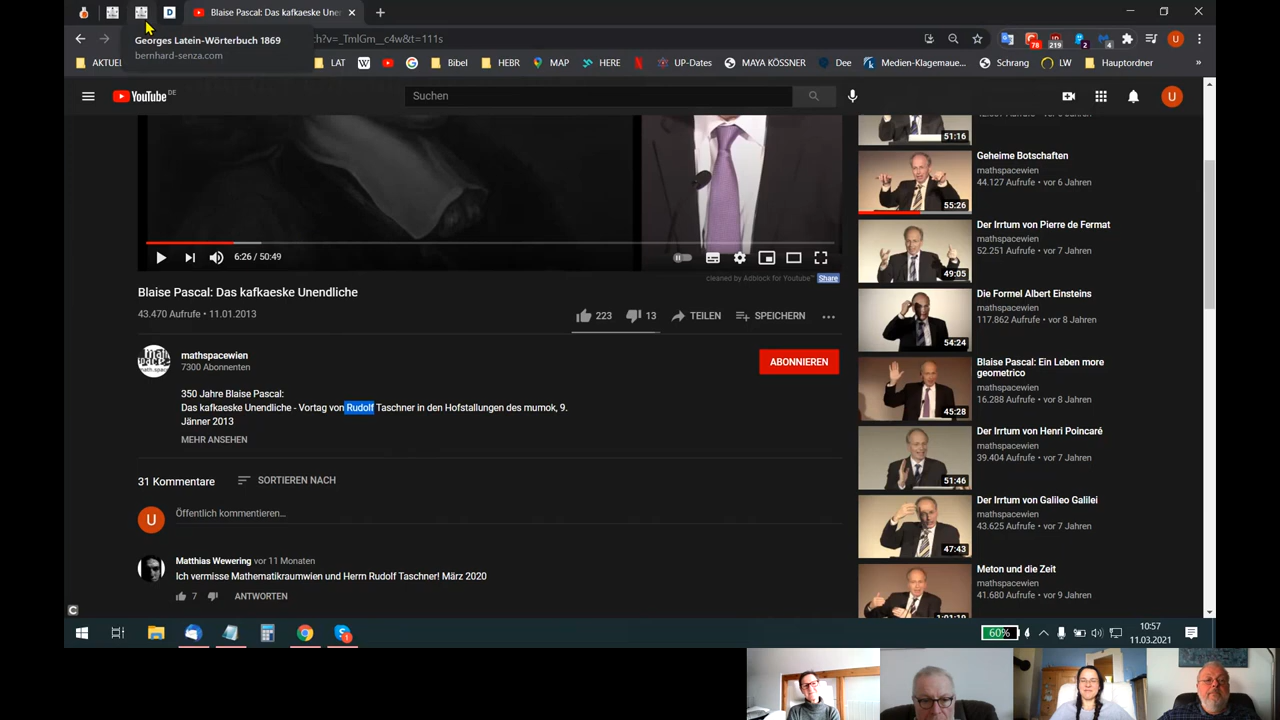 D
Blaise Pascal: Das kafkaeske Une
Georges Latein-Wörterbuch 1869
bernhard-senza.com
ch?v=_TmlGm__c4w&t=111s
78
219
2
U
AKTUE
LAT
Bibel
HEBR
MAP
HERE
UP-Dates
MAYA KÖSSNER
Dee
Medien-Klagemaue...
Schrang
LW
Hauptordner
»
YouTube DE
Suchen
U
6:26 / 50:49
cleaned by Adblock for Youtube™ Share
Blaise Pascal: Das kafkaeske Unendliche
43.470 Aufrufe • 11.01.2013
223
13
TEILEN
SPEICHERN
mathspacewien
7300 Abonnenten
ABONNIEREN
350 Jahre Blaise Pascal:
Das kafkaeske Unendliche - Vortag von Rudolf Taschner in den Hofstallungen des mumok, 9.
Jänner 2013
MEHR ANSEHEN
31 Kommentare
SORTIEREN NACH
U
Öffentlich kommentieren...
Matthias Wewering vor 11 Monaten
Ich vermisse Mathematikraumwien und Herrn Rudolf Taschner! März 2020
7
ANTWORTEN
51:16
mathspacewien
Geheime Botschaften
mathspacewien
44.127 Aufrufe • vor 6 Jahren
55:26
Der Irrtum von Pierre de Fermat
mathspacewien
52.251 Aufrufe • vor 7 Jahren
49:05
Die Formel Albert Einsteins
mathspacewien
117.862 Aufrufe • vor 8 Jahren
54:24
Blaise Pascal: Ein Leben more
geometrico
mathspacewien
16.288 Aufrufe • vor 8 Jahren
45:28
Der Irrtum von Henri Poincaré
mathspacewien
39.404 Aufrufe • vor 7 Jahren
51:46
Der Irrtum von Galileo Galilei
mathspacewien
43.625 Aufrufe • vor 7 Jahren
47:43
Meton und die Zeit
mathspacewien
41.680 Aufrufe • vor 9 Jahren
C
60%
10:57
11.03.2021